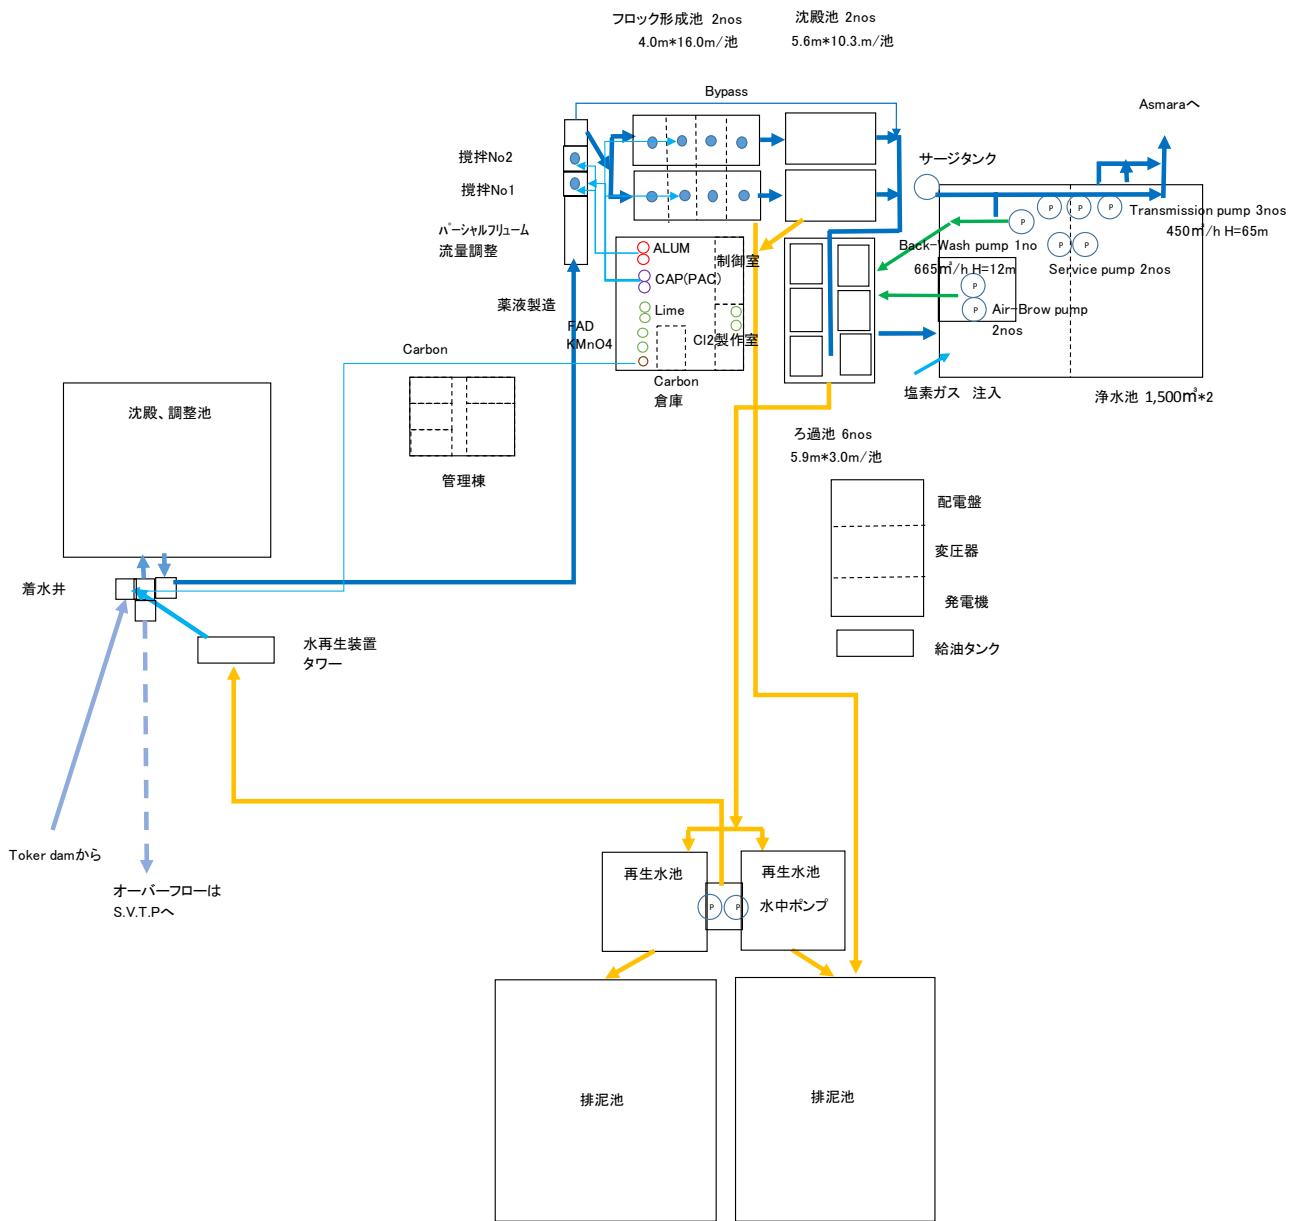 フロック形成池 2nos
4.0m*16.0m/池
沈殿池 2nos
5.6m*10.3.m/池
Bypass
Asmaraへ
攪拌No2
攪拌No1
サージタンク
パーシャルフリューム
流量調整
P
P
P
P
Transmission pump 3nos
450㎥/h H=65m
Back-Wash pump 1no
665㎥/h H=12m
P
P
Service pump 2nos
ALUM
制御室
CAP(PAC)
薬液製造
Lime
P
P
Air-Brow pump
2nos
FAD
KMnO4
Cl2製作室
Carbon
Carbon
倉庫
塩素ガス 注入
浄水池 1,500㎥*2
沈殿、調整池
管理棟
ろ過池 6nos
5.9m*3.0m/池
配電盤
変圧器
発電機
給油タンク
着水井
水再生装置
タワー
Toker damから
オーバーフローは
S.V.T.Pへ
再生水池
再生水池
P
P
水中ポンプ
排泥池
排泥池